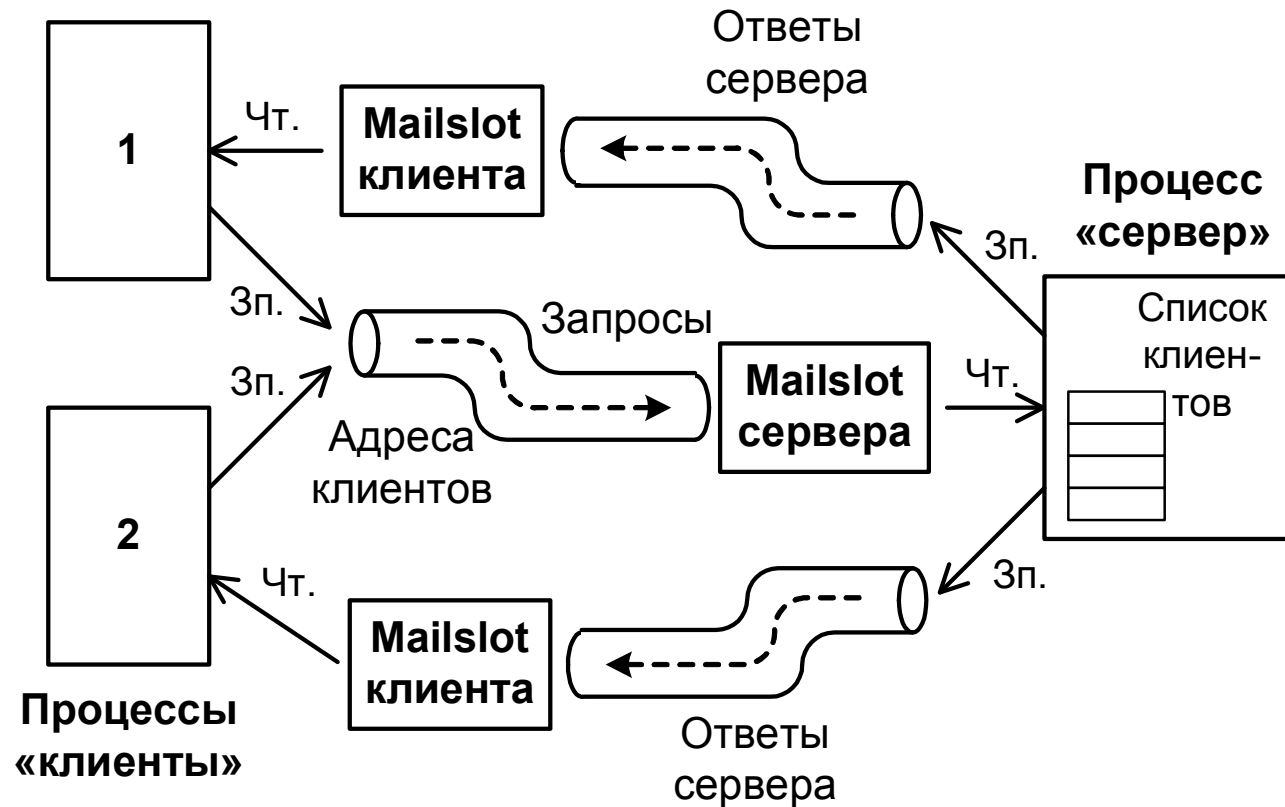 Ответы
сервера
Чт.
Mailslot
клиента
1
Процесс
«сервер»
Зп.
Зп.
Запросы
Список
клиен-
тов
Зп.
Mailslot
сервера
Чт.
Адреса
клиентов
2
Чт.
Зп.
Mailslot
клиента
Процессы
«клиенты»
Ответы
сервера